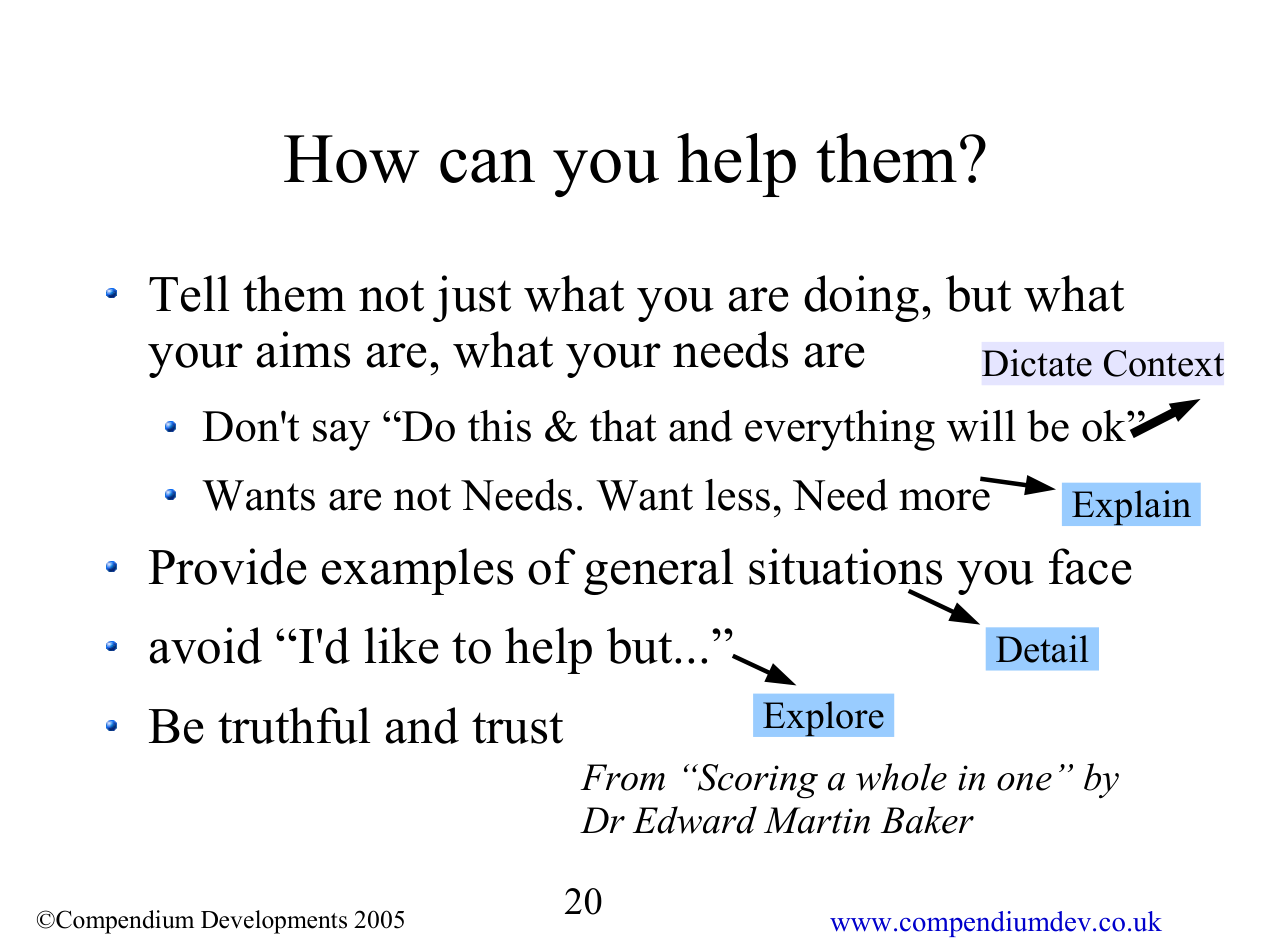 How can you help them?
Tell them not just what you are doing, but what
your aims are, what your needs are
Dictate Context
Don't say “Do this & that and everything will be ok”
Wants are not Needs. Want less, Need more
Explain
Provide examples of general situations you face
avoid “I'd like to help but...”
Detail
Explore
Be truthful and trust
From “Scoring a whole in one” by
Dr Edward Martin Baker
20
©Compendium Developments 2005
www.compendiumdev.co.uk